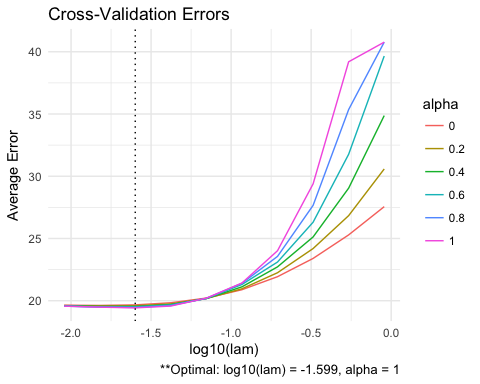 Cross-Validation Errors
Average Error
40
35
30
25
20
-2.0 -1.5 -1.0 -0.5 0.0
log10(lam)
**Optimal: log10(lam) = -1.599, alpha = 1
alpha
0
0.2
0.4
0.6
0.8
1